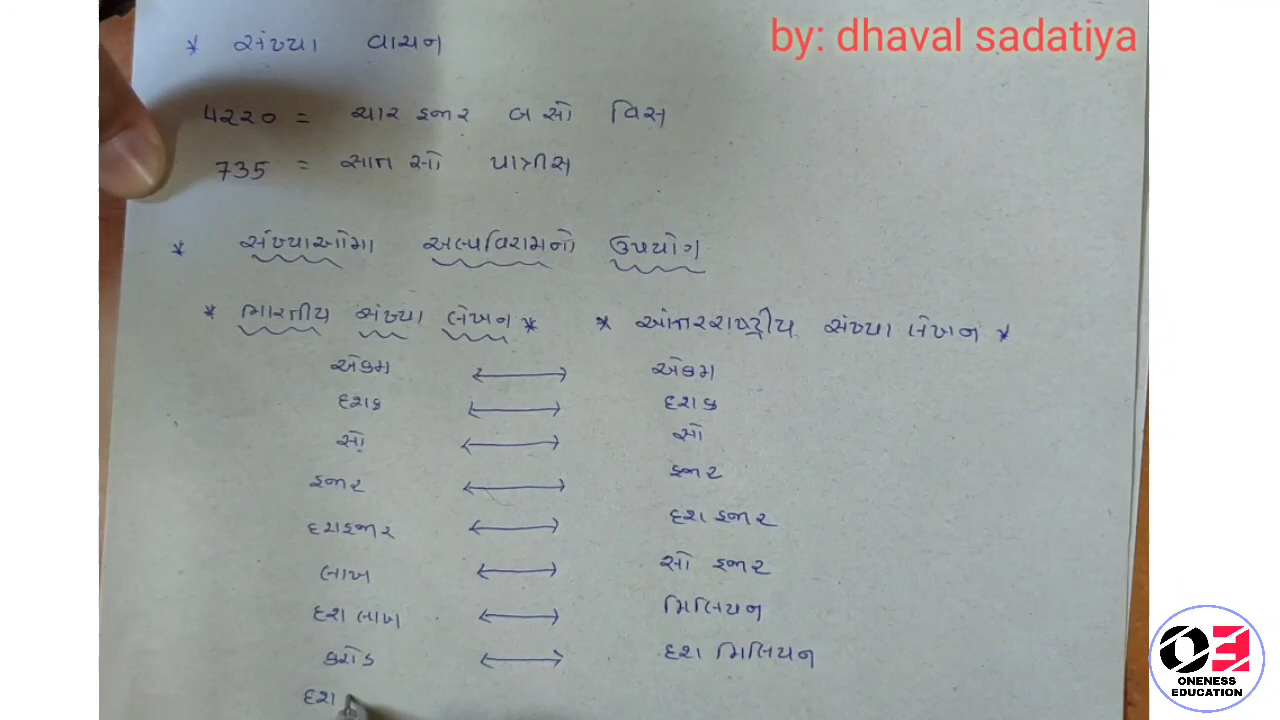 by: dhaval sadatiya
* સંખ્યા વાચન
4220 = ચાર હજાર બ સો વિસ
735 = સાત સો પાત્રીસ
* સંખ્યાઓમા અલ્પવિરામનો ઉપયોગ
* ભારતીય સંખ્યા લેખન * * આંતરરાષ્ટ્રીય સંખ્યા લેખન *
એકમ ↔ એકમ
દશક ↔ દશક
સો ↔ સો
હજાર ↔ હજાર
દશહજાર ↔ દશ હજાર
લાખ ↔ સો હજાર
દશ લાખ ↔ મિલિયન
કરોડ ↔ દશ મિલિયન
દશ
ONENESS
EDUCATION